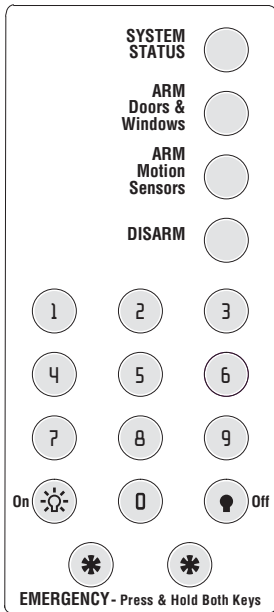 SYSTEM
STATUS
ARM
Doors &
Windows
ARM
Motion
Sensors
DISARM
1 2 3
4 5 6
7 8 9
On 0 Off
* *
EMERGENCY - Press & Hold Both Keys